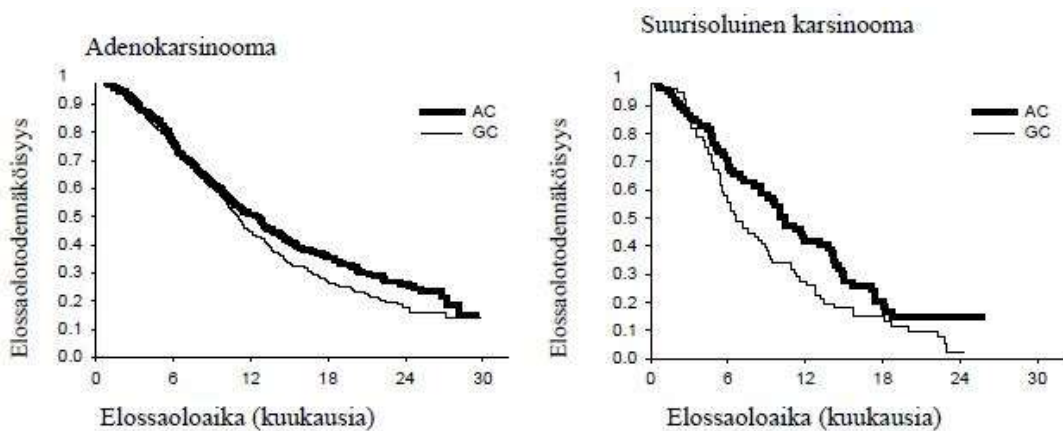 Adenokarsinooma
Elossaolotodennäköisyys
1
0.9
0.8
0.7
0.6
0.5
0.4
0.3
0.2
0.1
0.0
AC
GC
0 6 12 18 24 30
Elossaoloaika (kuukausia)
Suurisoluinen karsinooma
Elossaolotodennäköisyys
1
0.9
0.8
0.7
0.6
0.5
0.4
0.3
0.2
0.1
0.0
AC
GC
0 6 12 18 24 30
Elossaoloaika (kuukausia)